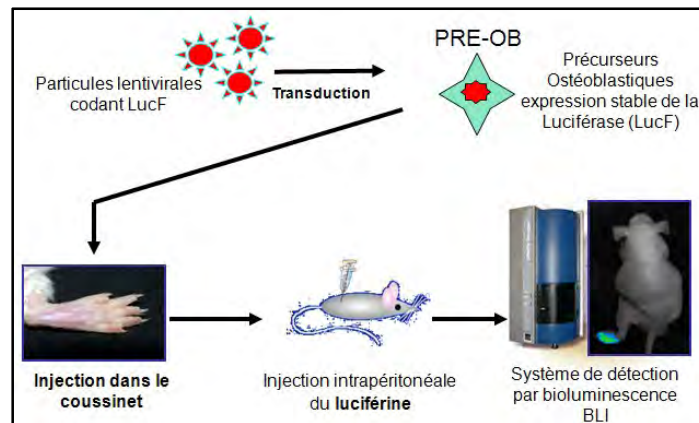 Particules lentivirales
codant LucF
Transduction
PRE-OB
Précurseurs
Ostéoblastiques
expression stable de la
Luciférase (LucF)
Injection dans le
coussinet
Injection intrapéritonéale
du luciférine
Système de détection
par bioluminescence
BLI